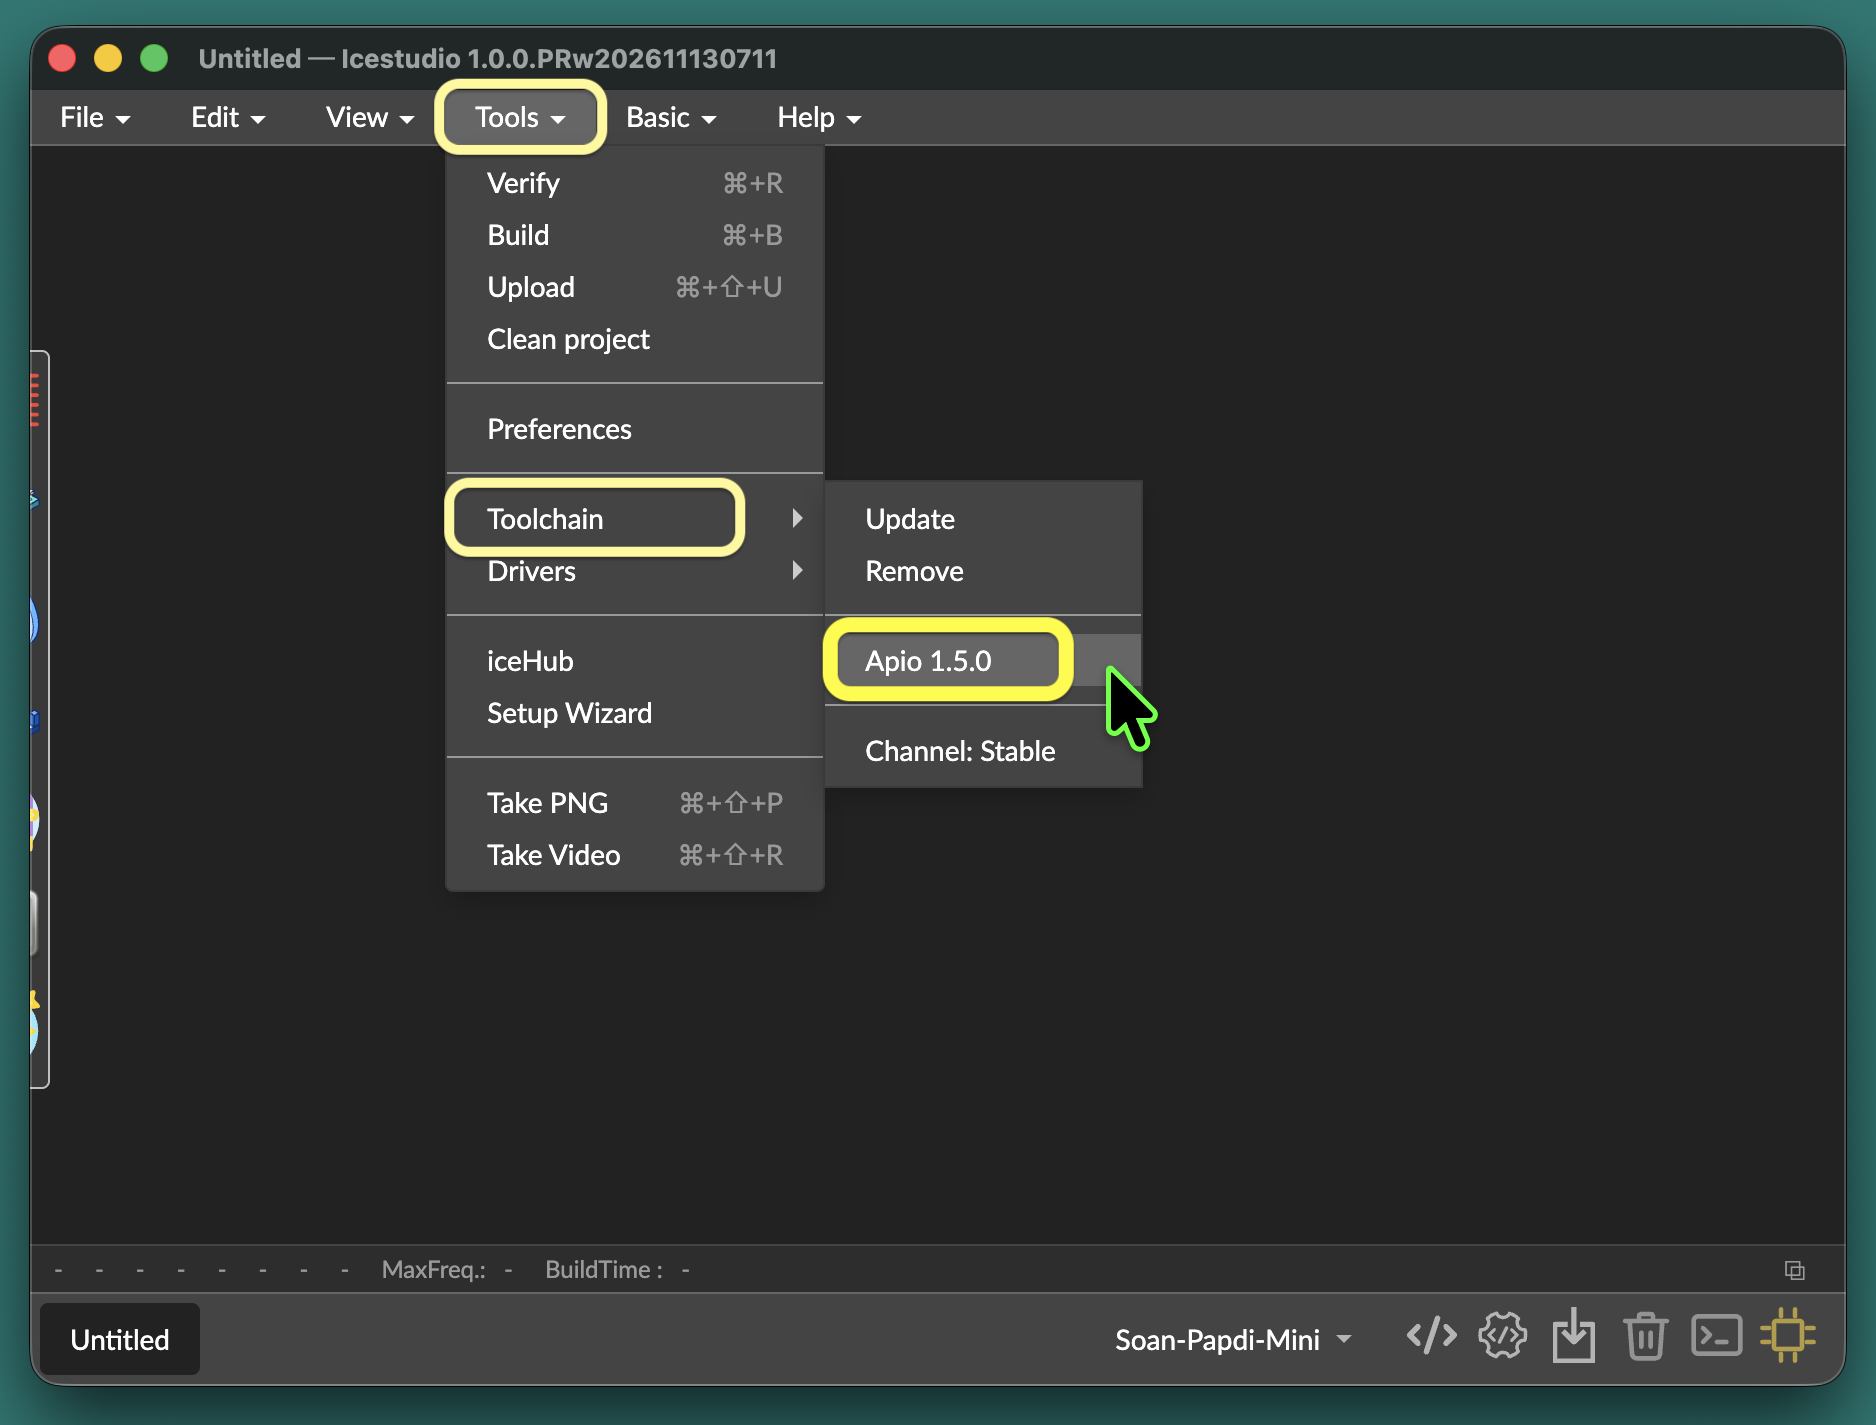 Untitled — Icestudio 1.0.0.PRw202611130711
File Edit View Tools Basic Help
Verify ⌘+R
Build ⌘+B
Upload ⌘+⇧+U
Clean project
Preferences
Toolchain
Drivers
iceHub
Setup Wizard
Take PNG ⌘+⇧+P
Take Video ⌘+⇧+R
Update
Remove
Apio 1.5.0
Channel: Stable
- - - - - - - - MaxFreq.: - BuildTime : -
Untitled
Soan-Papdi-Mini